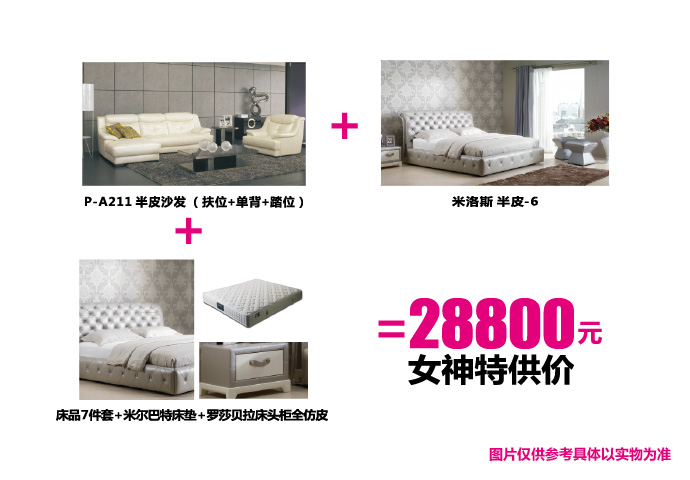 +
P-A211 半皮沙发（扶位+单背+踏位）
米洛斯 半皮-6
+
床品7件套+米尔巴特床垫+罗莎贝拉床头柜全仿皮
=28800元
女神特供价
图片仅供参考具体以实物为准